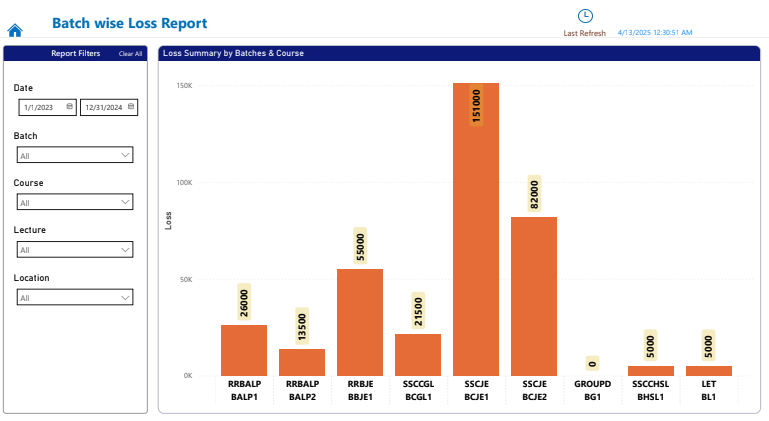 Batch wise Loss Report
Last Refresh
4/13/2025 12:30:51 AM
Report Filters
Clear All
Date
1/1/2023
12/31/2024
Batch
All
Course
All
Lecture
All
Location
All
Loss Summary by Batches & Course
Loss
150K
100K
50K
0K
26000
13500
55000
21500
151000
82000
0
5000
5000
RRBALP RRBALP RRBJE SSCCGL SSCJE SSCJE GROUPD SSCCHSL LET
BALP1 BALP2 BBJE1 BCGL1 BCJE1 BCJE2 BG1 BHSL1 BL1